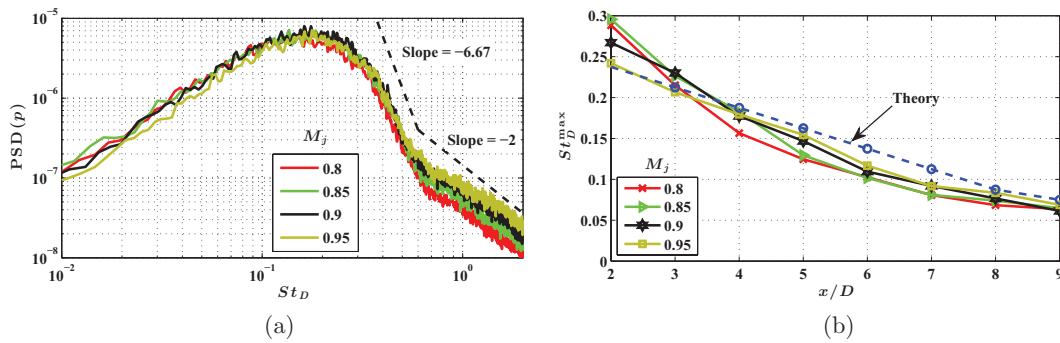 10⁻⁵
10⁻⁶
10⁻⁷
10⁻⁸
PSD (p)
Slope = −6.67
Slope = −2
M_j
0.8
0.85
0.9
0.95
10⁻²
10⁻¹
10⁰
St_D
(a)
0.3
0.25
0.2
0.15
0.1
0.05
0
St_D^max
Theory
M_j
0.8
0.85
0.9
0.95
2 3 4 5 6 7 8 9
x/D
(b)